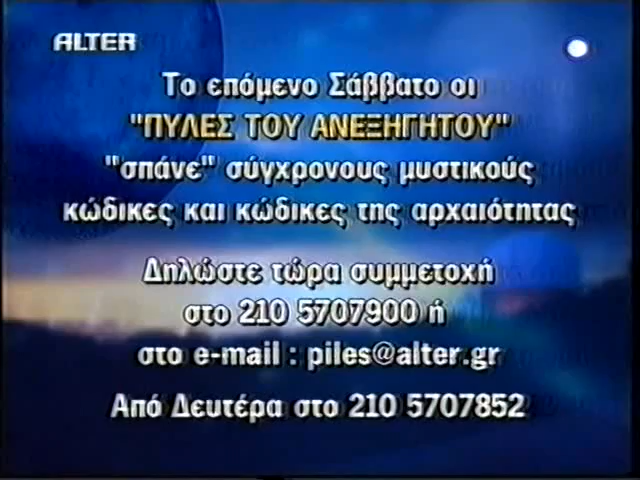 ALTER
Το επόμενο Σάββατο οι
"ΠΥΛΕΣ ΤΟΥ ΑΝΕΞΗΓΗΤΟΥ"
"σπάνε" σύγχρονους μυστικούς
κώδικες και κώδικες της αρχαιότητας
Δηλώστε τώρα συμμετοχή
στο 210 5707900 ή
στο e-mail : piles@alter.gr
Από Δευτέρα στο 210 5707852